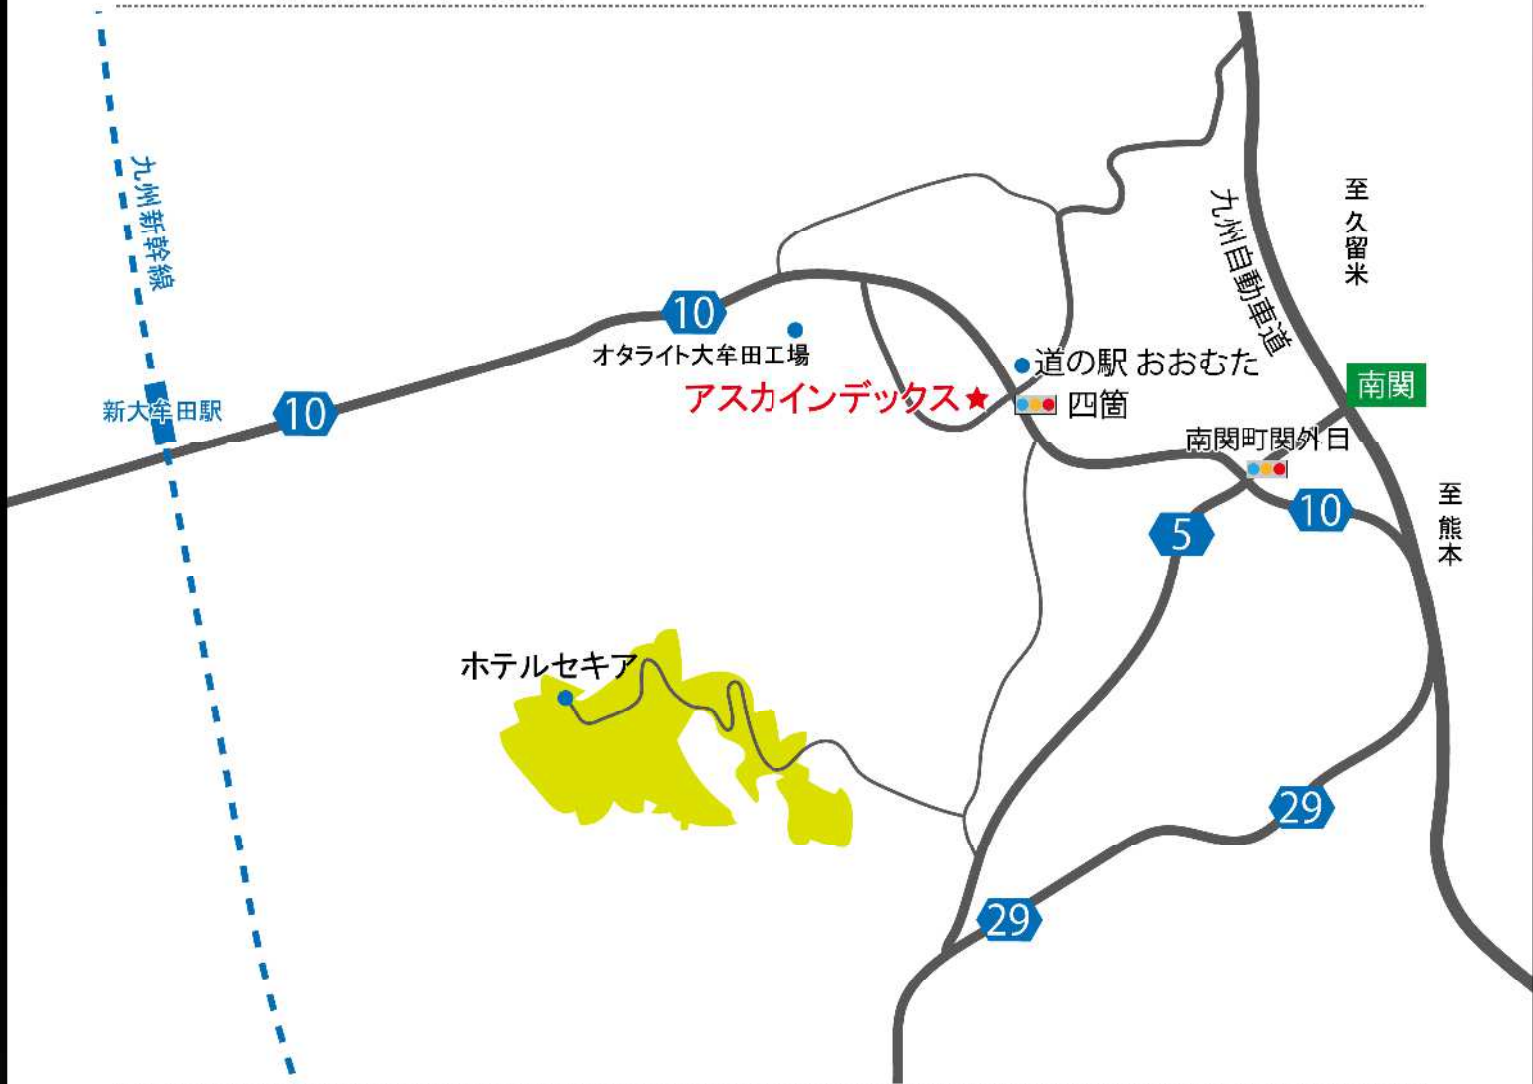 九州新幹線
至 久留米
九州自動車道
10
オタライト大牟田工場
道の駅 おおむた
南関
アスカインデックス
四箇
新大牟田駅
10
南関町関外目
至 熊本
10
5
ホテルセキア
29
29